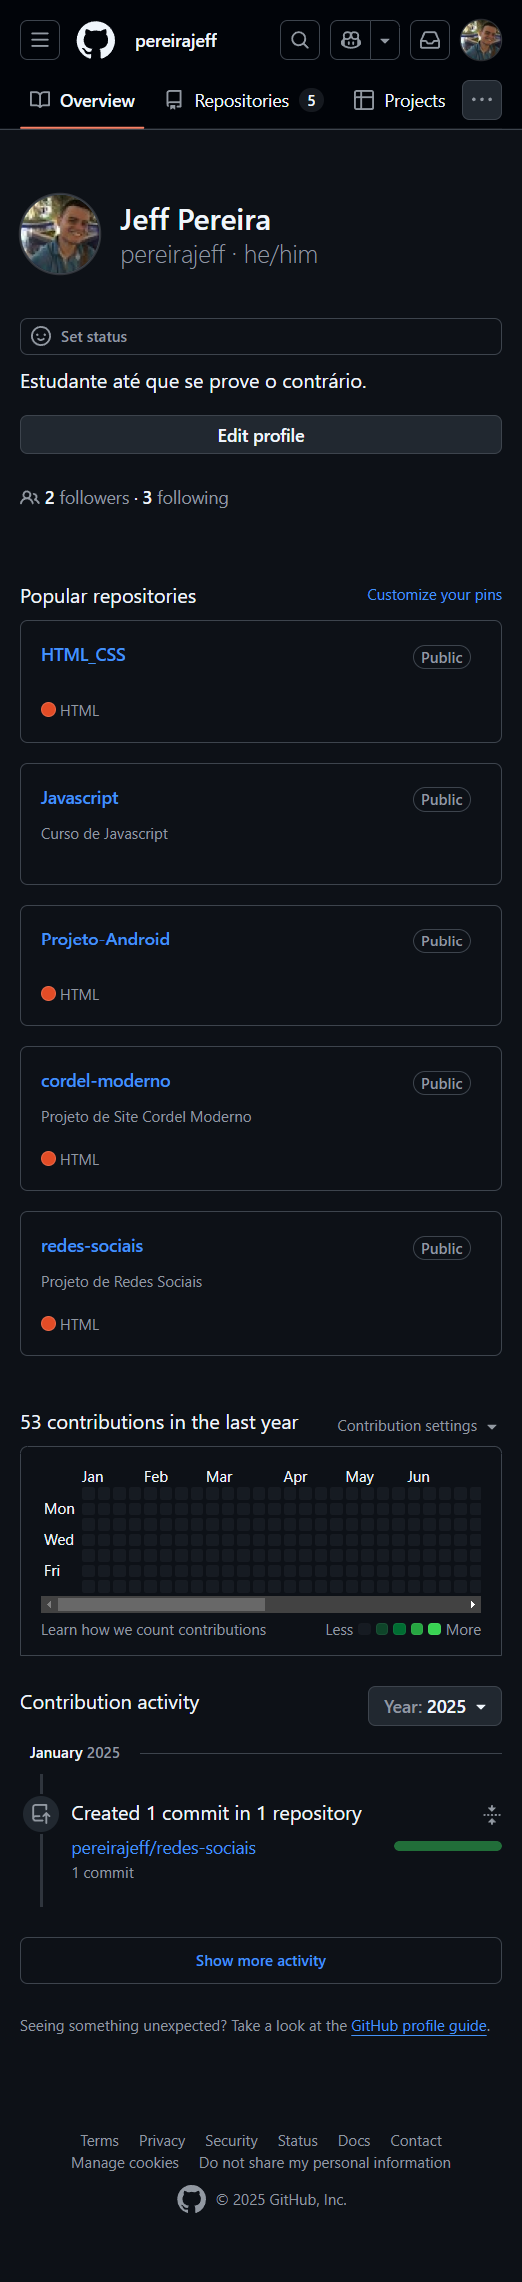 pereirajeff
Overview Repositories 5 Projects
Jeff Pereira
pereirajeff · he/him
Set status
Estudante até que se prove o contrário.
Edit profile
2 followers · 3 following
Popular repositories Customize your pins
HTML_CSS Public
HTML
Javascript Public
Curso de Javascript
Projeto-Android Public
HTML
cordel-moderno Public
Projeto de Site Cordel Moderno
HTML
redes-sociais Public
Projeto de Redes Sociais
HTML
53 contributions in the last year Contribution settings
Jan Feb Mar Apr May Jun
Mon
Wed
Fri
Learn how we count contributions Less More
Contribution activity Year: 2025
January 2025
Created 1 commit in 1 repository
pereirajeff/redes-sociais
1 commit
Show more activity
Seeing something unexpected? Take a look at the GitHub profile guide.
Terms Privacy Security Status Docs Contact
Manage cookies Do not share my personal information
© 2025 GitHub, Inc.